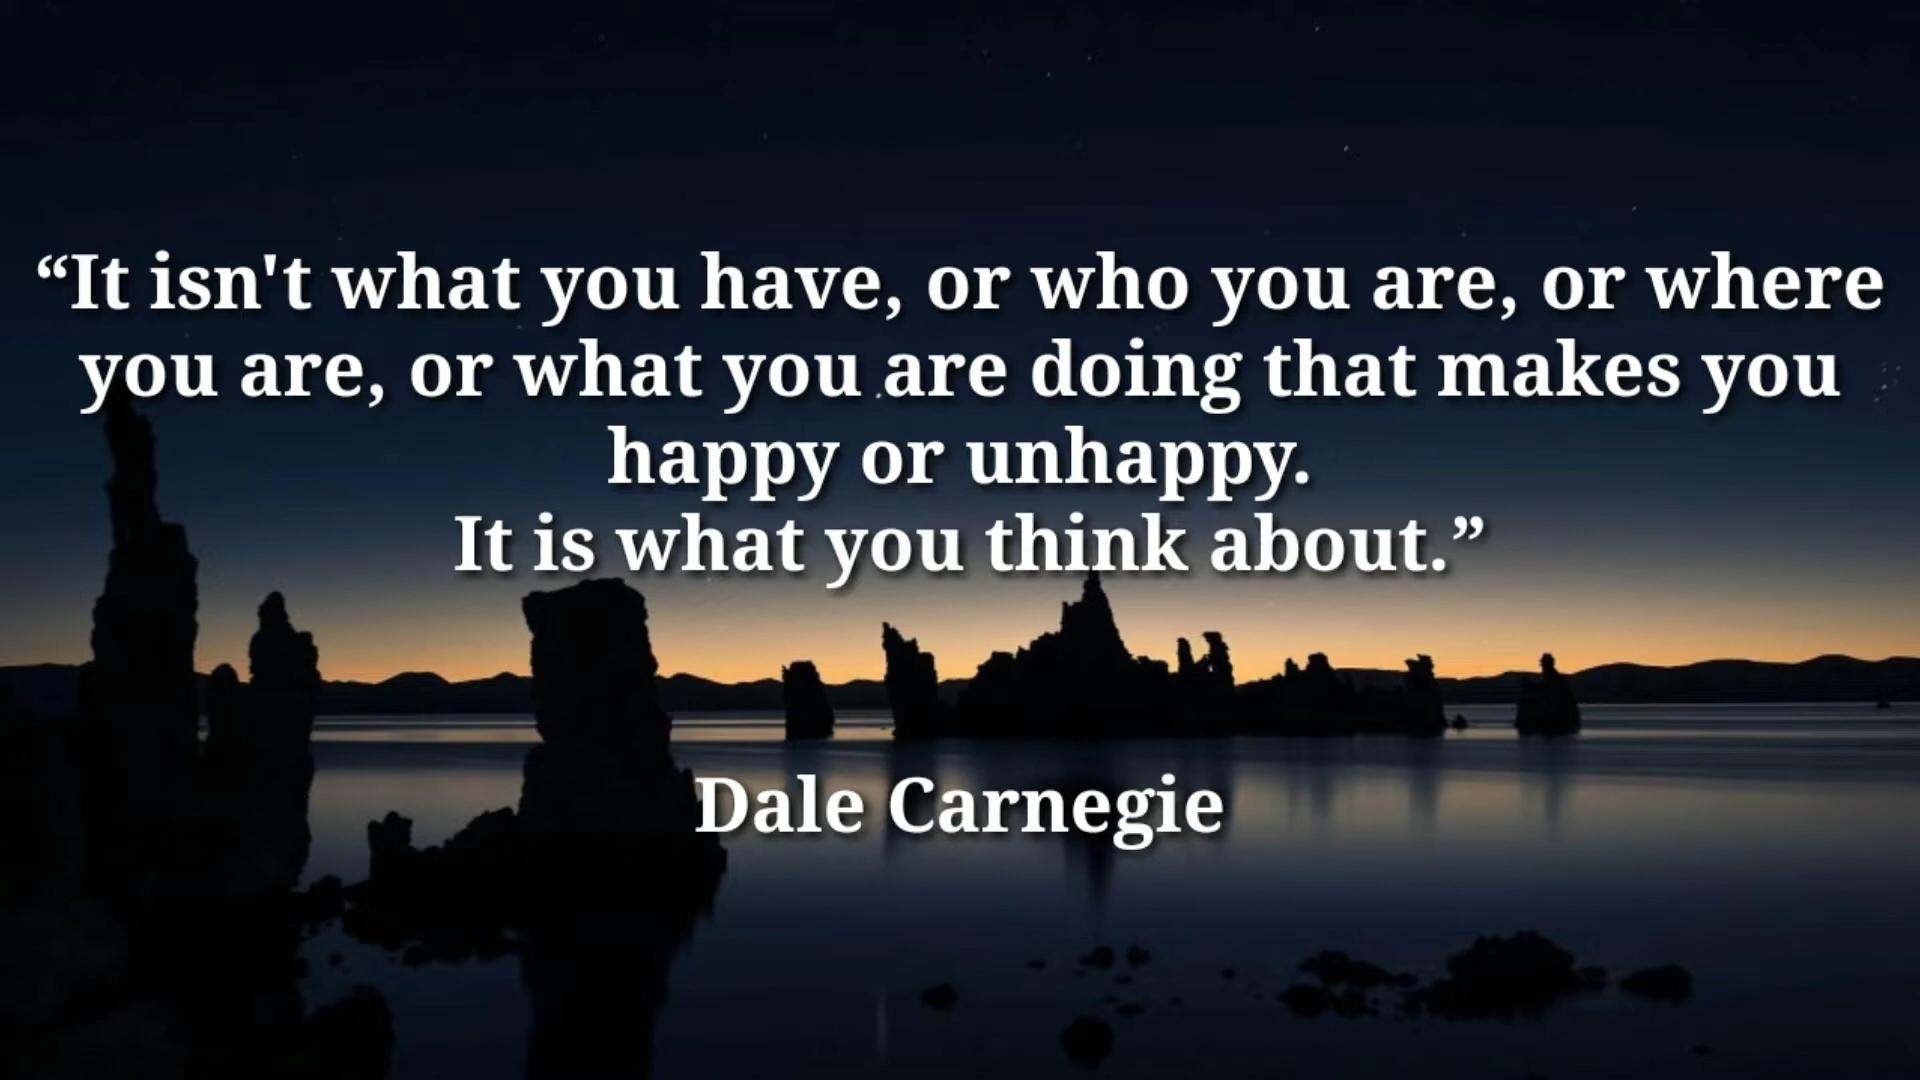 “It isn't what you have, or who you are, or where
you are, or what you are doing that makes you
happy or unhappy.
It is what you think about.”
Dale Carnegie